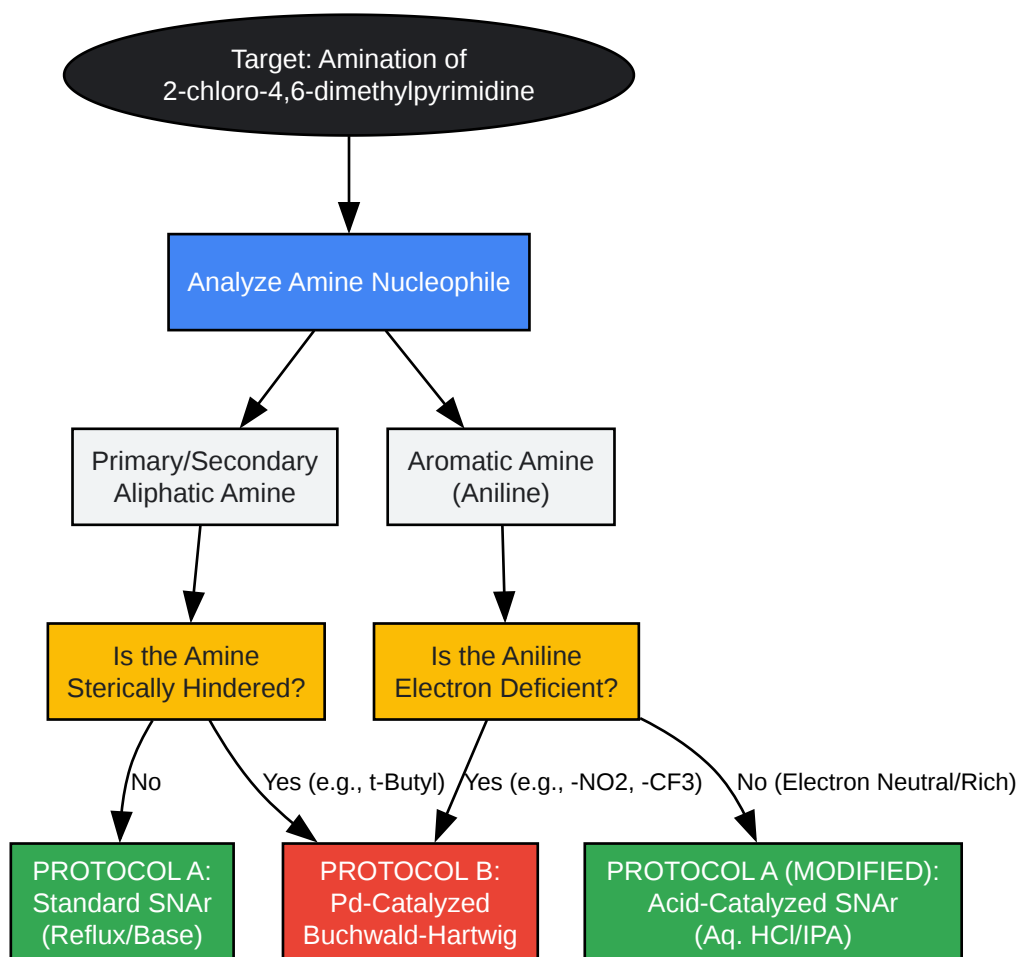 Target: Amination of
2-chloro-4,6-dimethylpyrimidine
Analyze Amine Nucleophile
Primary/Secondary
Aliphatic Amine
Aromatic Amine
(Aniline)
Is the Amine
Sterically Hindered?
Is the Aniline
Electron Deficient?
No
Yes (e.g., t-Butyl)
Yes (e.g., -NO2, -CF3)
No (Electron Neutral/Rich)
PROTOCOL A:
Standard SNAr
(Reflux/Base)
PROTOCOL B:
Pd-Catalyzed
Buchwald-Hartwig
PROTOCOL A (MODIFIED):
Acid-Catalyzed SNAr
(Aq. HCl/IPA)